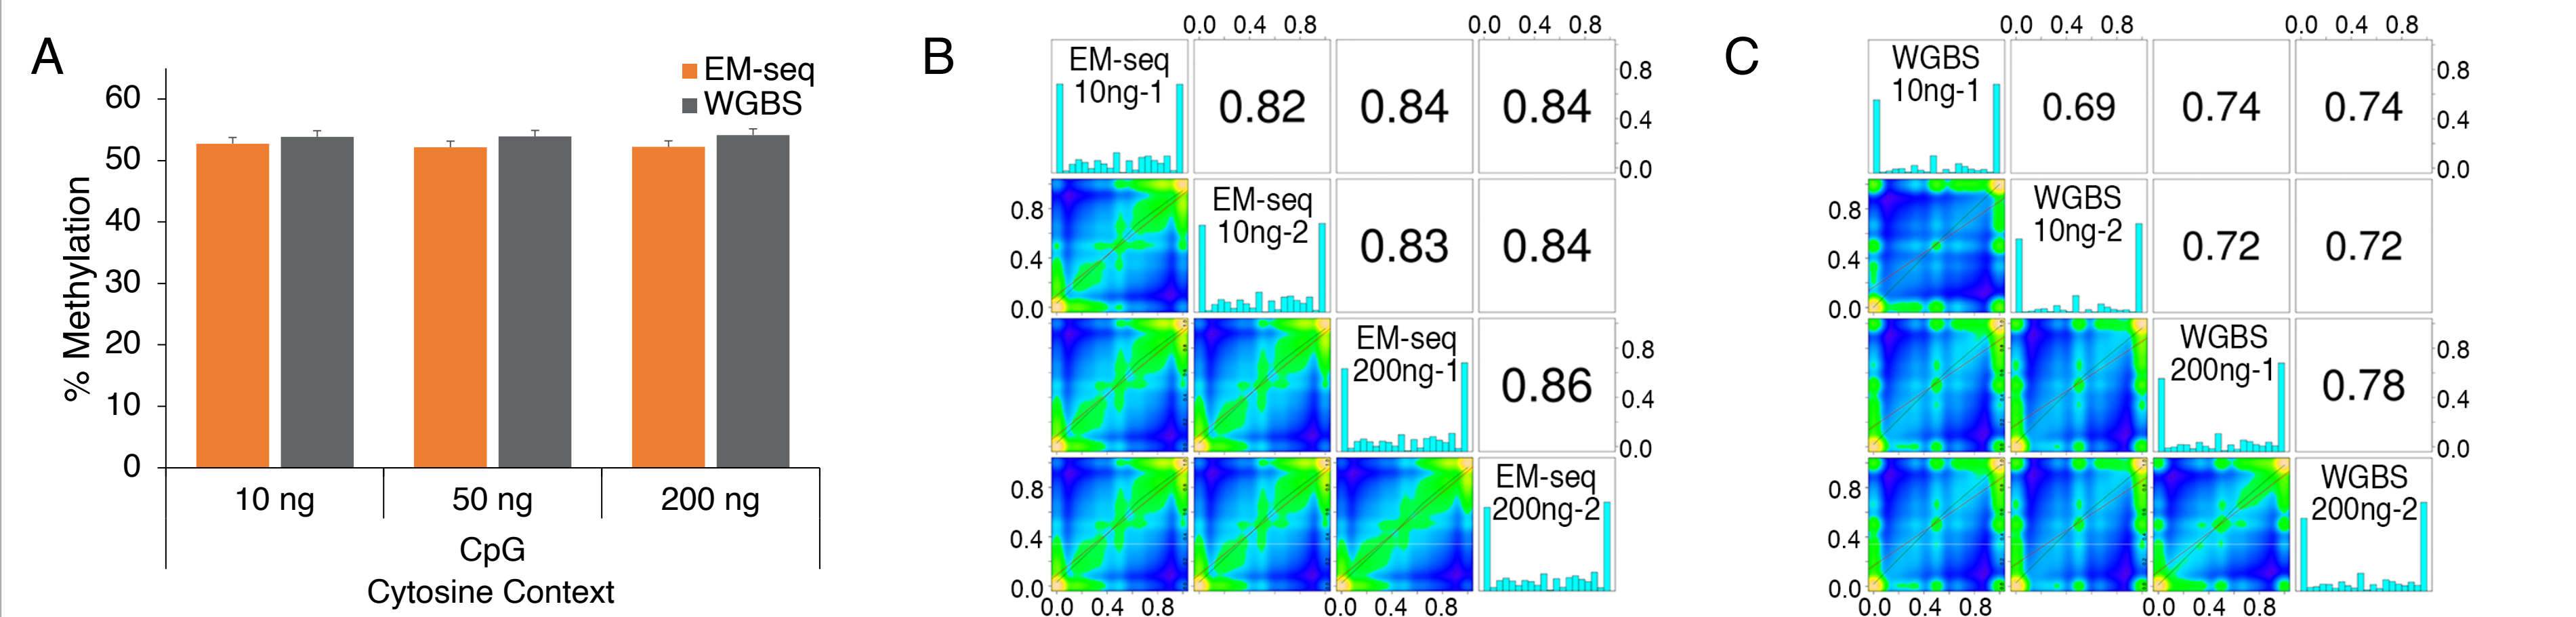 A
EM-seq
WGBS
% Methylation
60
50
40
30
20
10
0
10 ng 50 ng 200 ng
CpG
Cytosine Context
B
0.0 0.4 0.8 0.0 0.4 0.8
EM-seq
10ng-1
0.82 0.84 0.84
0.8
0.4
0.0
EM-seq
10ng-2
0.83 0.84
0.8
0.4
0.0
EM-seq
200ng-1
0.86
0.8
0.4
0.0
EM-seq
200ng-2
0.8
0.4
0.0
0.0 0.4 0.8 0.0 0.4 0.8
C
0.0 0.4 0.8 0.0 0.4 0.8
WGBS
10ng-1
0.69 0.74 0.74
0.8
0.4
0.0
WGBS
10ng-2
0.72 0.72
0.8
0.4
0.0
WGBS
200ng-1
0.78
0.8
0.4
0.0
WGBS
200ng-2
0.8
0.4
0.0
0.0 0.4 0.8 0.0 0.4 0.8